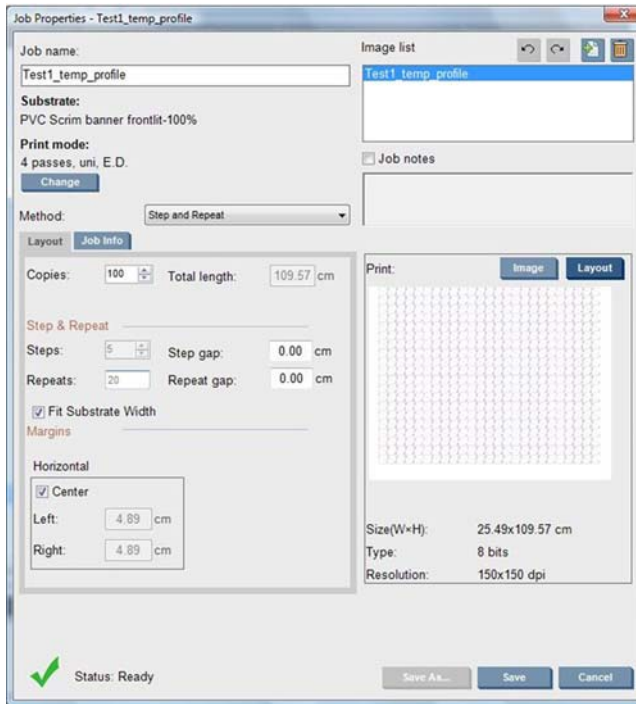 Job Properties - Test1_temp_profile
Job name:
Test1_temp_profile
Substrate:
PVC Scrim banner frontlit-100%
Print mode:
4 passes, uni, E.D.
Change
Method: Step and Repeat
Image list
Test1_temp_profile
Job notes
Layout Job Info
Copies: 100 Total length: 109.57 cm
Step & Repeat
Steps: 5 Step gap: 0.00 cm
Repeats: 20 Repeat gap: 0.00 cm
Fit Substrate Width
Margins
Horizontal
Center
Left: 4.89 cm
Right: 4.89 cm
Print: Image Layout
Size(W×H): 25.49x109.57 cm
Type: 8 bits
Resolution: 150x150 dpi
Status: Ready
Save As... Save Cancel